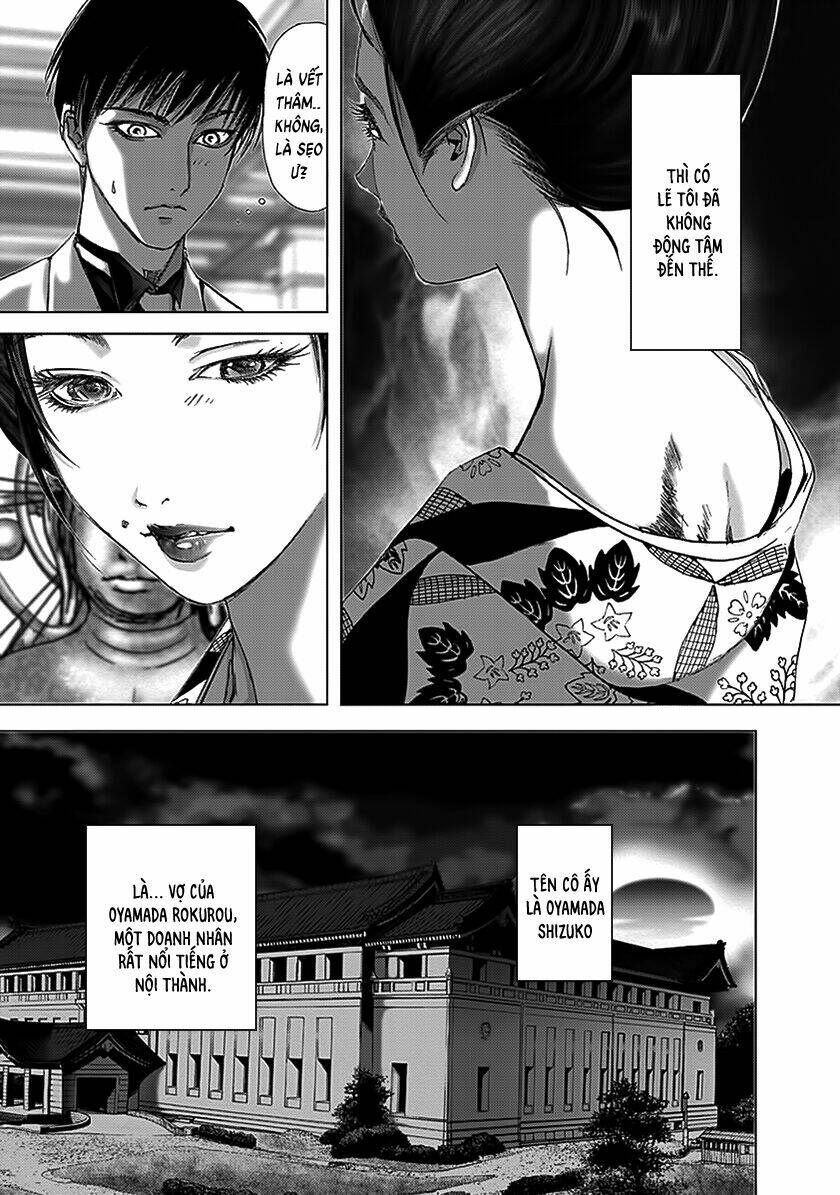 THÌ CÓ
LẼ TÔI ĐÃ
KHÔNG
ĐỘNG TÂM
ĐẾN THẾ.
LÀ VẾT
THÂM..
KHÔNG,
LÀ SẸO
Ư?
TÊN CÔ ẤY
LÀ OYAMADA
SHIZUKO
LÀ... VỢ CỦA
OYAMADA ROKUROU,
MỘT DOANH NHÂN
RẤT NỔI TIẾNG Ở
NỘI THÀNH.